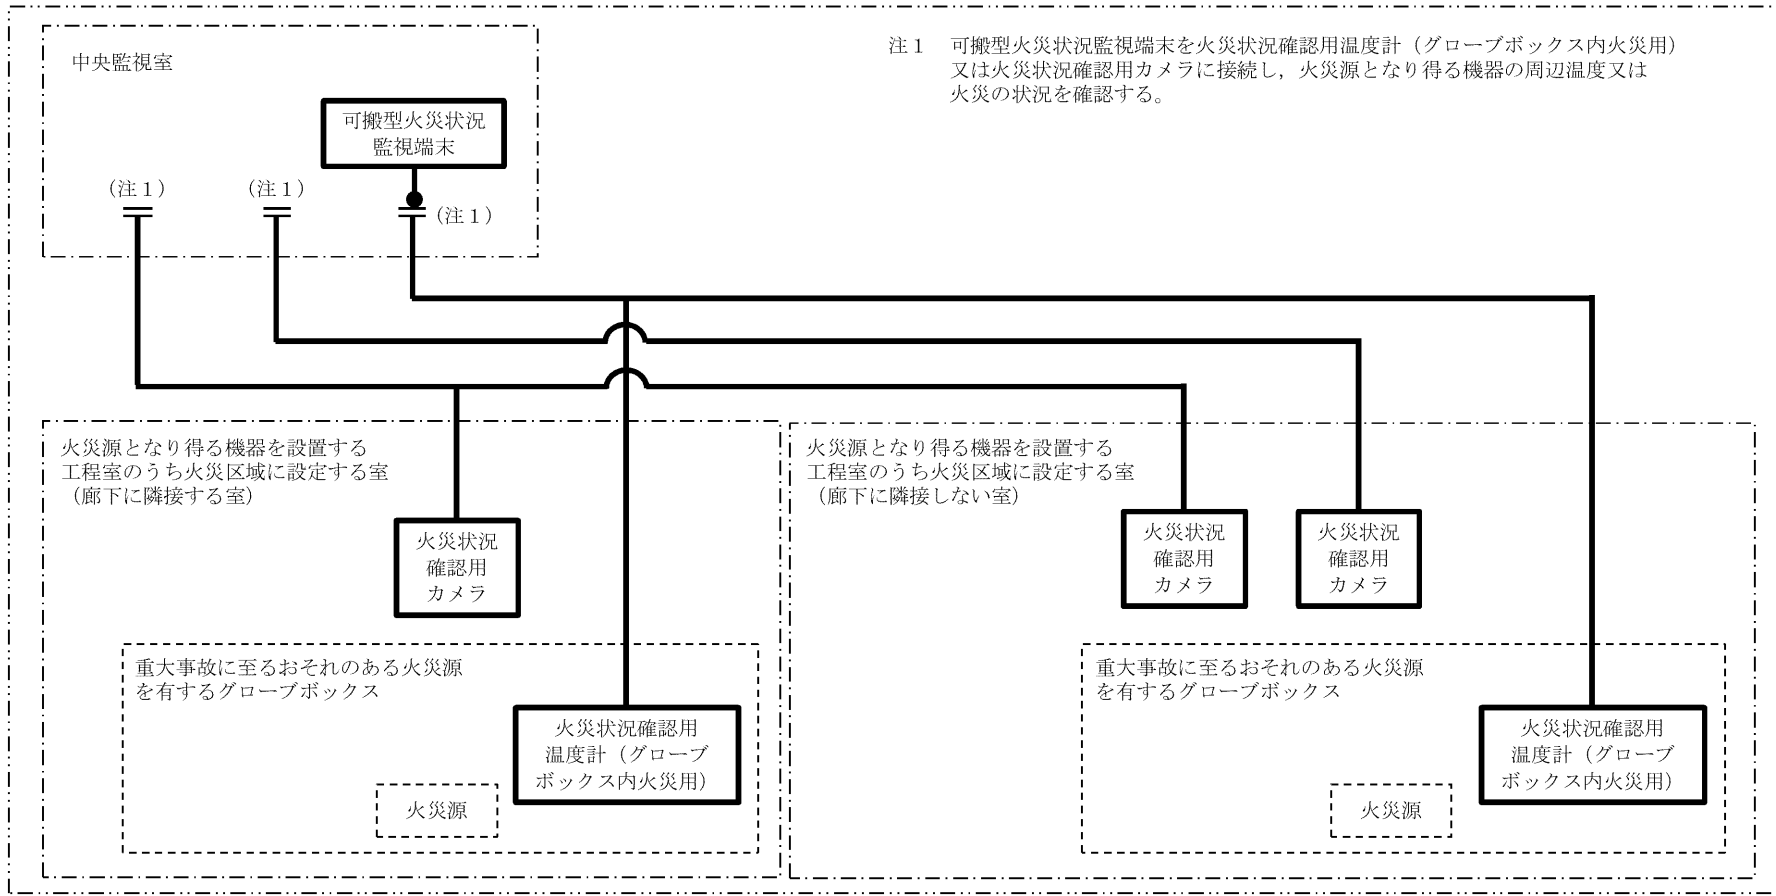 中央監視室
注１　可搬型火災状況監視端末を火災状況確認用温度計（グローブボックス内火災用）
又は火災状況確認用カメラに接続し，火災源となり得る機器の周辺温度又は
火災の状況を確認する。
可搬型火災状況
監視端末
（注１）
（注１）
（注１）
火災源となり得る機器を設置する
工程室のうち火災区域に設定する室
（廊下に隣接する室）
火災源となり得る機器を設置する
工程室のうち火災区域に設定する室
（廊下に隣接しない室）
火災状況
確認用
カメラ
火災状況
確認用
カメラ
火災状況
確認用
カメラ
重大事故に至るおそれのある火災源
を有するグローブボックス
火災状況確認用
温度計（グローブ
ボックス内火災用）
火災源
重大事故に至るおそれのある火災源
を有するグローブボックス
火災状況確認用
温度計（グローブ
ボックス内火災用）
火災源